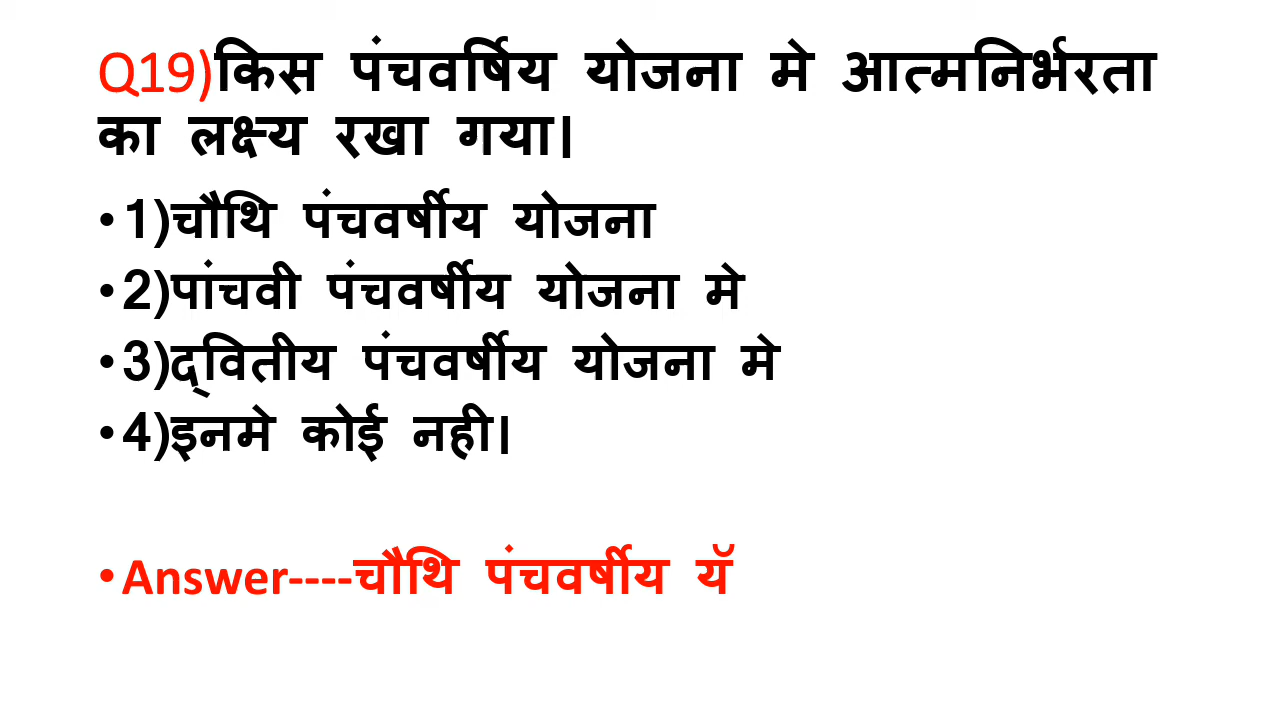 Q19)किस पंचवर्षिय योजना मे आत्मनिर्भरता
का लक्ष्य रखा गया।
•1)चौथि पंचवर्षीय योजना
•2)पांचवी पंचवर्षीय योजना मे
•3)द्वितीय पंचवर्षीय योजना मे
•4)इनमे कोई नही।
•Answer----चौथि पंचवर्षीय यॅ